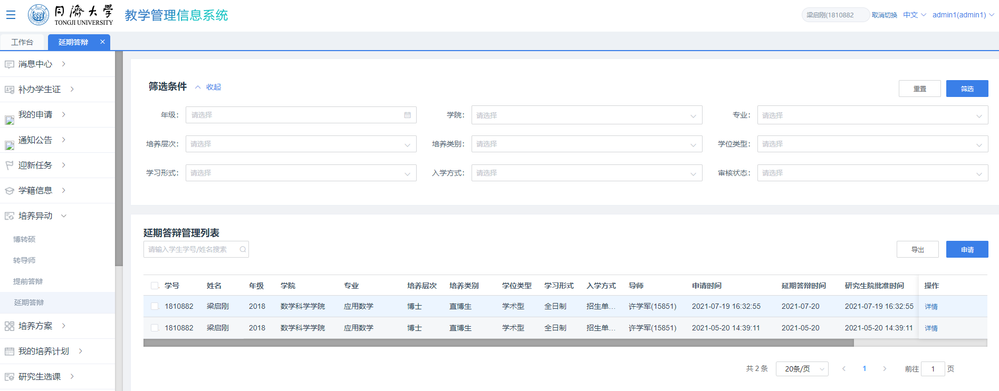 同濟大学
TONGJI UNIVERSITY
教学管理信息系统
梁启刚(1810882 取消切换 中文 admin1(admin1)
工作台 延期答辩
消息中心
补办学生证
我的申请
通知公告
迎新任务
学籍信息
培养异动
博转硕
转导师
提前答辩
延期答辩
培养方案
我的培养计划
研究生选课
筛选条件 收起 重置 筛选
年级： 请选择 学院： 请选择 专业： 请选择
培养层次： 请选择 培养类别： 请选择 学位类型： 请选择
学习形式： 请选择 入学方式： 请选择 审核状态： 请选择
延期答辩管理列表
请输入学生学号/姓名搜索 导出 申请
学号 姓名 年级 学院 专业 培养层次 培养类别 学位类型 学习形式 入学方式 导师 申请时间 延期答辩时间 研究生院批准时间 操作
1810882 梁启刚 2018 数学科学学院 应用数学 博士 直博生 学术型 全日制 招生单... 许学军(15851) 2021-07-19 16:32:55 2021-07-20 2021-07-19 16:32:55 详情
1810882 梁启刚 2018 数学科学学院 应用数学 博士 直博生 学术型 全日制 招生单... 许学军(15851) 2021-05-20 14:39:11 2021-05-20 2021-05-20 14:39:11 详情
共 2 条 20条/页 1 前往 1 页